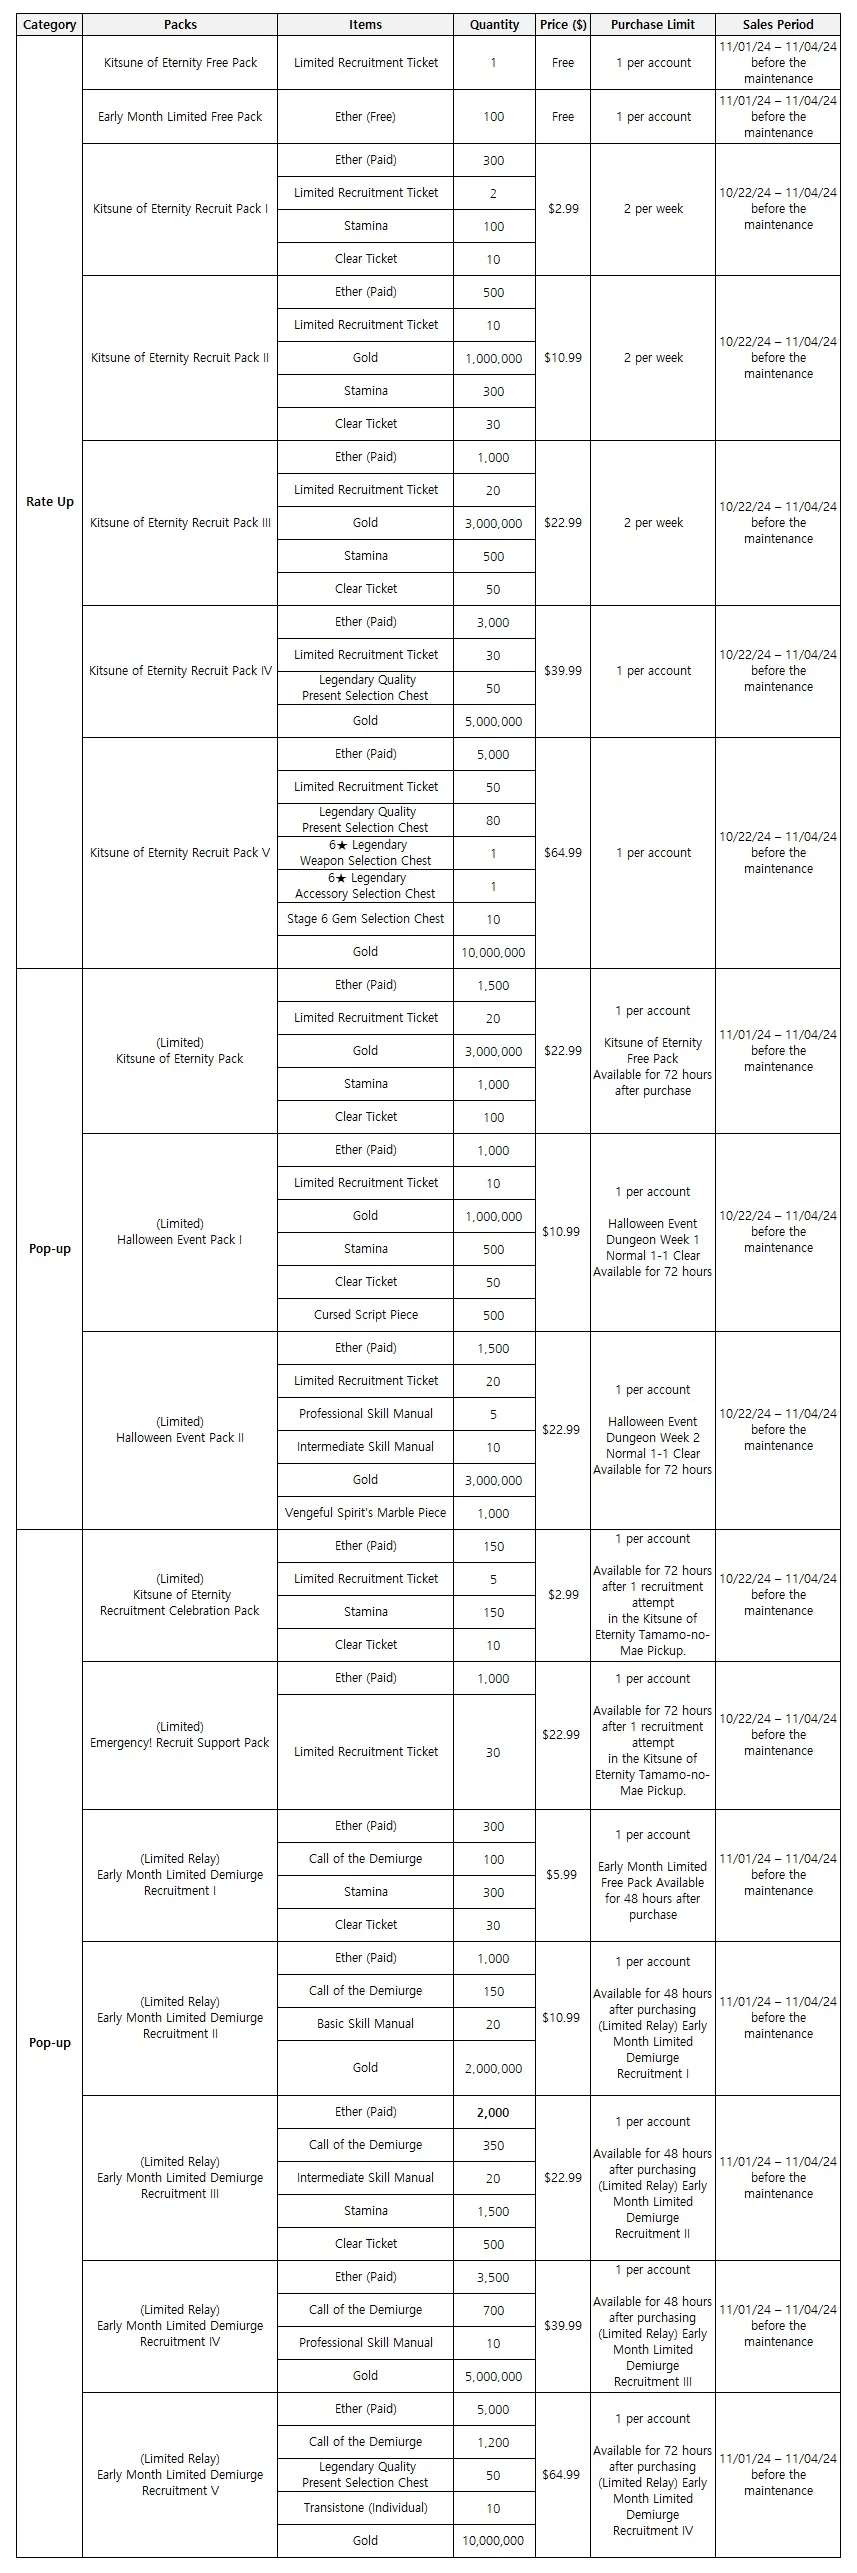 Category Packs Items Quantity Price ($) Purchase Limit Sales Period
Rate Up
Kitsune of Eternity Free Pack
Limited Recruitment Ticket 1
Free
1 per account
11/01/24 – 11/04/24
before the
maintenance
Early Month Limited Free Pack
Ether (Free) 100
Free
1 per account
11/01/24 – 11/04/24
before the
maintenance
Kitsune of Eternity Recruit Pack I
Ether (Paid) 300
Limited Recruitment Ticket 2
Stamina 100
Clear Ticket 10
$2.99
2 per week
10/22/24 – 11/04/24
before the
maintenance
Kitsune of Eternity Recruit Pack II
Ether (Paid) 500
Limited Recruitment Ticket 10
Gold 1,000,000
Stamina 300
Clear Ticket 30
$10.99
2 per week
10/22/24 – 11/04/24
before the
maintenance
Kitsune of Eternity Recruit Pack III
Ether (Paid) 1,000
Limited Recruitment Ticket 20
Gold 3,000,000
Stamina 500
Clear Ticket 50
$22.99
2 per week
10/22/24 – 11/04/24
before the
maintenance
Kitsune of Eternity Recruit Pack IV
Ether (Paid) 3,000
Limited Recruitment Ticket 30
Legendary Quality
Present Selection Chest 50
Gold 5,000,000
$39.99
1 per account
10/22/24 – 11/04/24
before the
maintenance
Kitsune of Eternity Recruit Pack V
Ether (Paid) 5,000
Limited Recruitment Ticket 50
Legendary Quality
Present Selection Chest 80
6★ Legendary
Weapon Selection Chest 1
6★ Legendary
Accessory Selection Chest 1
Stage 6 Gem Selection Chest 10
Gold 10,000,000
$64.99
1 per account
10/22/24 – 11/04/24
before the
maintenance
Pop-up
(Limited)
Kitsune of Eternity Pack
Ether (Paid) 1,500
Limited Recruitment Ticket 20
Gold 3,000,000
Stamina 1,000
Clear Ticket 100
$22.99
1 per account
Kitsune of Eternity
Free Pack
Available for 72 hours
after purchase
11/01/24 – 11/04/24
before the
maintenance
(Limited)
Halloween Event Pack I
Ether (Paid) 1,000
Limited Recruitment Ticket 10
Gold 1,000,000
Stamina 500
Clear Ticket 50
Cursed Script Piece 500
$10.99
1 per account
Halloween Event
Dungeon Week 1
Normal 1-1 Clear
Available for 72 hours
10/22/24 – 11/04/24
before the
maintenance
(Limited)
Halloween Event Pack II
Ether (Paid) 1,500
Limited Recruitment Ticket 20
Professional Skill Manual 5
Intermediate Skill Manual 10
Gold 3,000,000
Vengeful Spirit's Marble Piece 1,000
$22.99
1 per account
Halloween Event
Dungeon Week 2
Normal 1-1 Clear
Available for 72 hours
10/22/24 – 11/04/24
before the
maintenance
Pop-up
(Limited)
Kitsune of Eternity
Recruitment Celebration Pack
Ether (Paid) 150
Limited Recruitment Ticket 5
Stamina 150
Clear Ticket 10
$2.99
1 per account
Available for 72 hours
after 1 recruitment
attempt
in the Kitsune of
Eternity Tamamo-no-
Mae Pickup.
10/22/24 – 11/04/24
before the
maintenance
(Limited)
Emergency! Recruit Support Pack
Ether (Paid) 1,000
Limited Recruitment Ticket 30
$22.99
1 per account
Available for 72 hours
after 1 recruitment
attempt
in the Kitsune of
Eternity Tamamo-no-
Mae Pickup.
10/22/24 – 11/04/24
before the
maintenance
(Limited Relay)
Early Month Limited Demiurge
Recruitment I
Ether (Paid) 300
Call of the Demiurge 100
Stamina 300
Clear Ticket 30
$5.99
1 per account
Early Month Limited
Free Pack Available
for 48 hours after
purchase
11/01/24 – 11/04/24
before the
maintenance
(Limited Relay)
Early Month Limited Demiurge
Recruitment II
Ether (Paid) 1,000
Call of the Demiurge 150
Basic Skill Manual 20
Gold 2,000,000
$10.99
1 per account
Available for 48 hours
after purchasing
(Limited Relay) Early
Month Limited
Demiurge
Recruitment I
11/01/24 – 11/04/24
before the
maintenance
(Limited Relay)
Early Month Limited Demiurge
Recruitment III
Ether (Paid) 2,000
Call of the Demiurge 350
Intermediate Skill Manual 20
Stamina 1,500
Clear Ticket 500
$22.99
1 per account
Available for 48 hours
after purchasing
(Limited Relay) Early
Month Limited
Demiurge
Recruitment II
11/01/24 – 11/04/24
before the
maintenance
(Limited Relay)
Early Month Limited Demiurge
Recruitment IV
Ether (Paid) 3,500
Call of the Demiurge 700
Professional Skill Manual 10
Gold 5,000,000
$39.99
1 per account
Available for 48 hours
after purchasing
(Limited Relay) Early
Month Limited
Demiurge
Recruitment III
11/01/24 – 11/04/24
before the
maintenance
(Limited Relay)
Early Month Limited Demiurge
Recruitment V
Ether (Paid) 5,000
Call of the Demiurge 1,200
Legendary Quality
Present Selection Chest 50
Transistone (Individual) 10
Gold 10,000,000
$64.99
1 per account
Available for 72 hours
after purchasing
(Limited Relay) Early
Month Limited
Demiurge
Recruitment IV
11/01/24 – 11/04/24
before the
maintenance